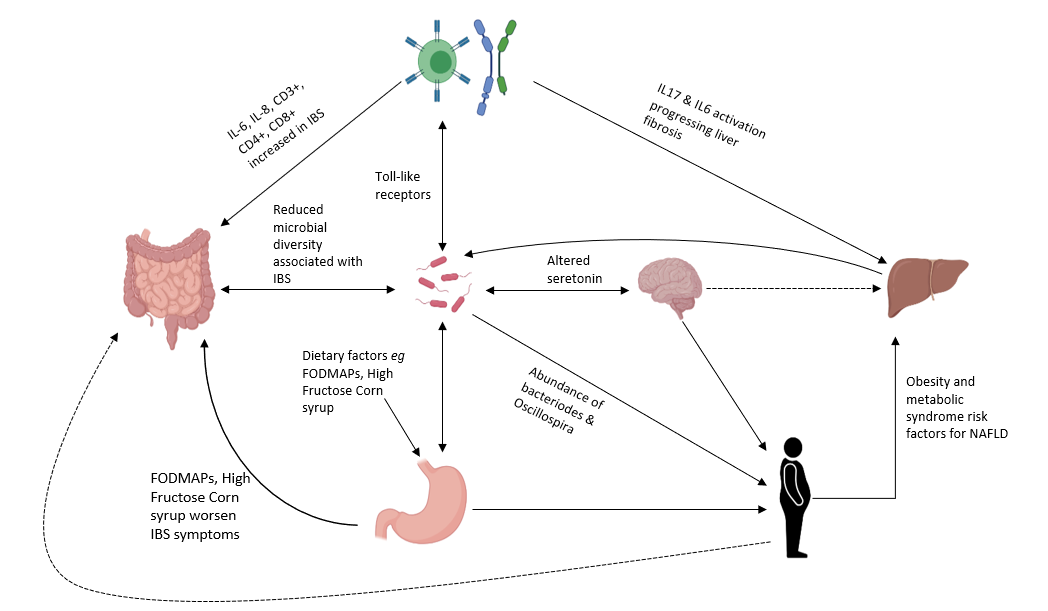 IL-6, IL-8, CD3+,
CD4+, CD8+
increased in IBS
IL17 & IL6 activation
progressing liver
fibrosis
Toll-like
receptors
Reduced
microbial
diversity
associated with
IBS
Altered
seretonin
Dietary factors eg
FODMAPs, High
Fructose Corn
syrup
Abundance of
bacteriodes &
Oscillospira
Obesity and
metabolic
syndrome risk
factors for NAFLD
FODMAPs, High
Fructose Corn
syrup worsen
IBS symptoms